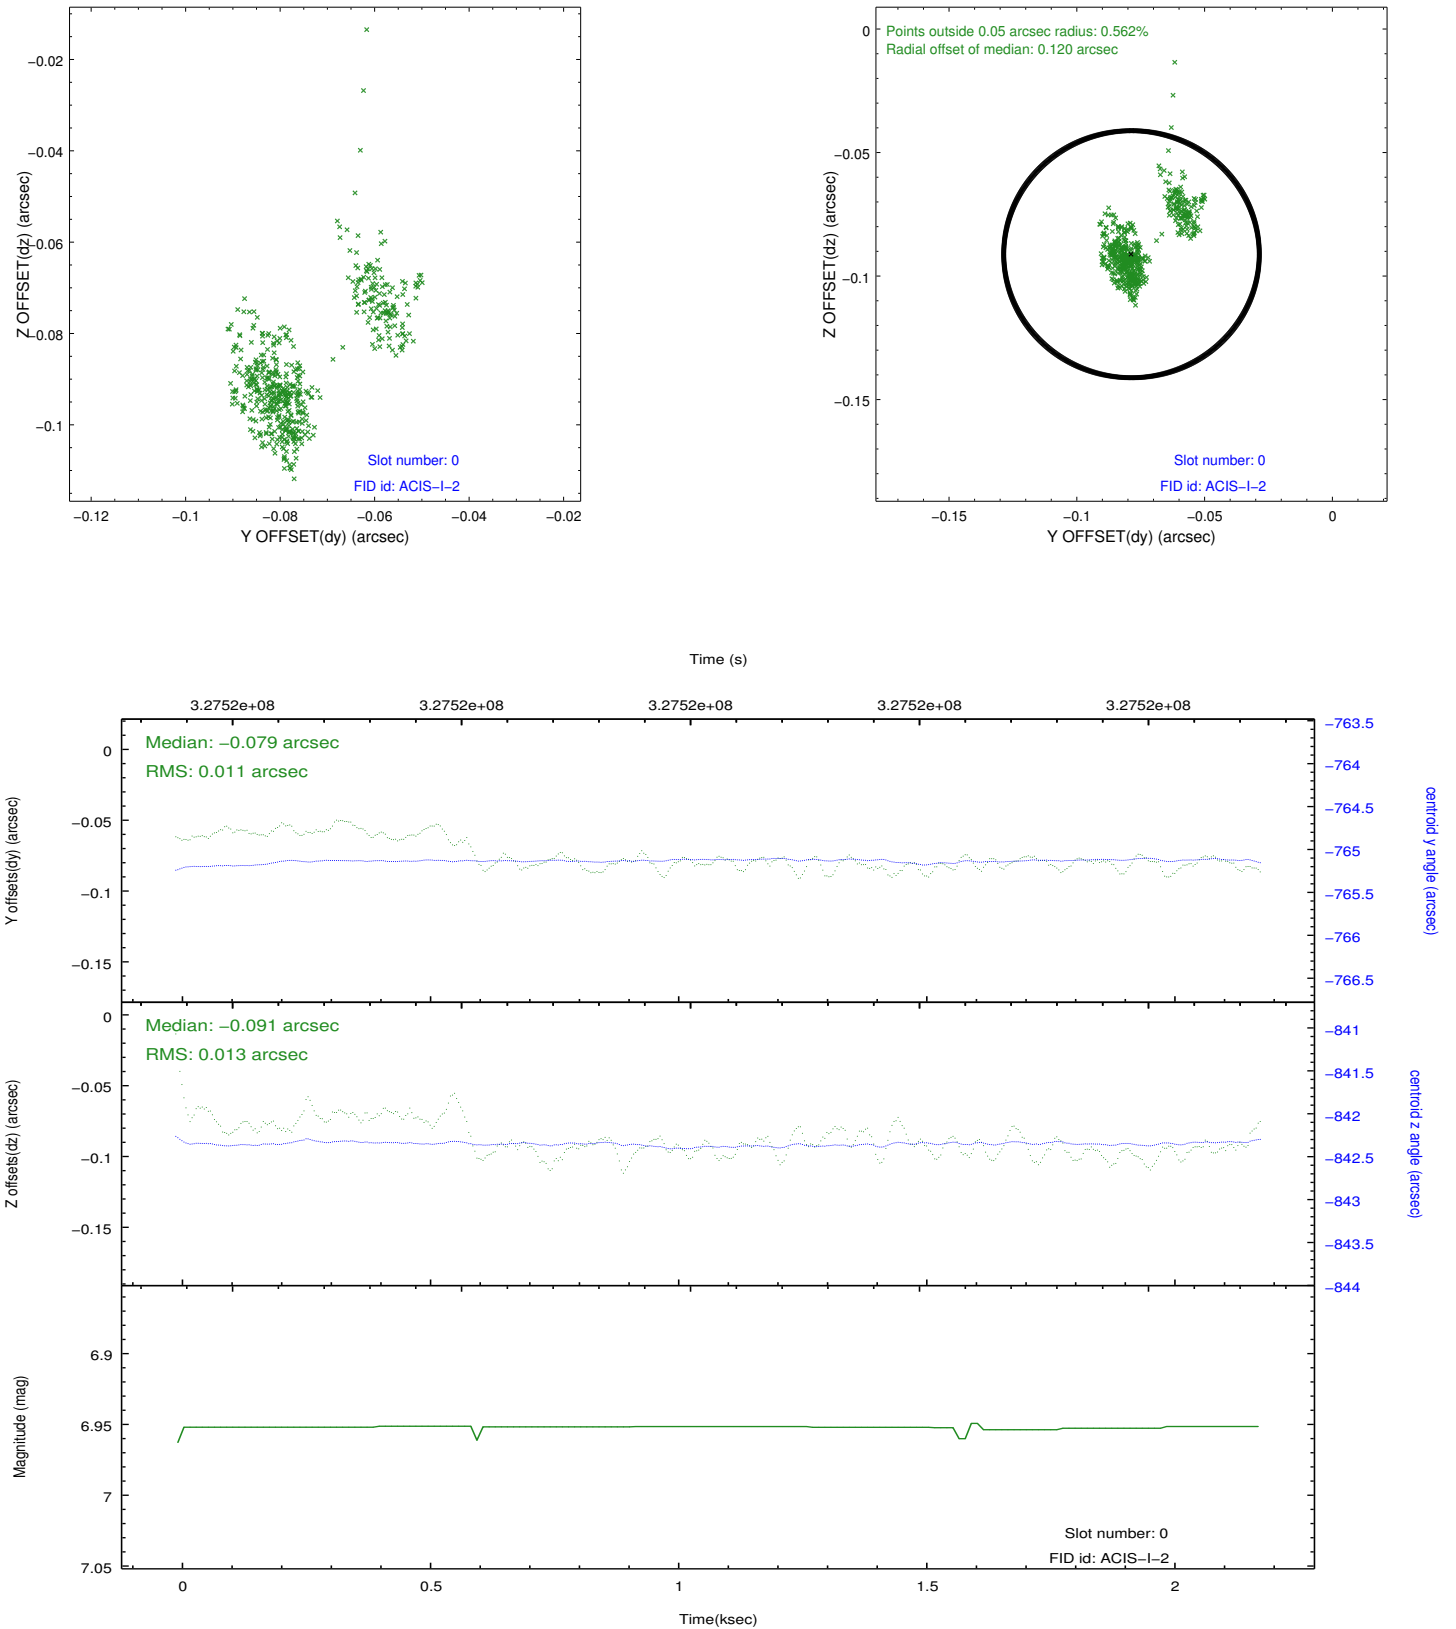 −0.02
−0.04
−0.06
−0.08
−0.1
Z OFFSET(dz) (arcsec)
Slot number: 0
FID id: ACIS−I−2
−0.12 −0.1 −0.08 −0.06 −0.04 −0.02
Y OFFSET(dy) (arcsec)
Points outside 0.05 arcsec radius: 0.562%
Radial offset of median: 0.120 arcsec
0
−0.05
−0.1
−0.15
Z OFFSET(dz) (arcsec)
Slot number: 0
FID id: ACIS−I−2
−0.15 −0.1 −0.05 0
Y OFFSET(dy) (arcsec)
Time (s)
3.2752e+08 3.2752e+08 3.2752e+08 3.2752e+08 3.2752e+08
Median: −0.079 arcsec
RMS: 0.011 arcsec
0
−0.05
−0.1
−0.15
Y offsets(dy) (arcsec)
−763.5
−764
−764.5
−765
−765.5
−766
−766.5
centroid y angle (arcsec)
Median: −0.091 arcsec
RMS: 0.013 arcsec
0
−0.05
−0.1
−0.15
Z offsets(dz) (arcsec)
−841
−841.5
−842
−842.5
−843
−843.5
−844
centroid z angle (arcsec)
6.9
6.95
7
7.05
Magnitude (mag)
Slot number: 0
FID id: ACIS−I−2
0 0.5 1 1.5 2
Time(ksec)